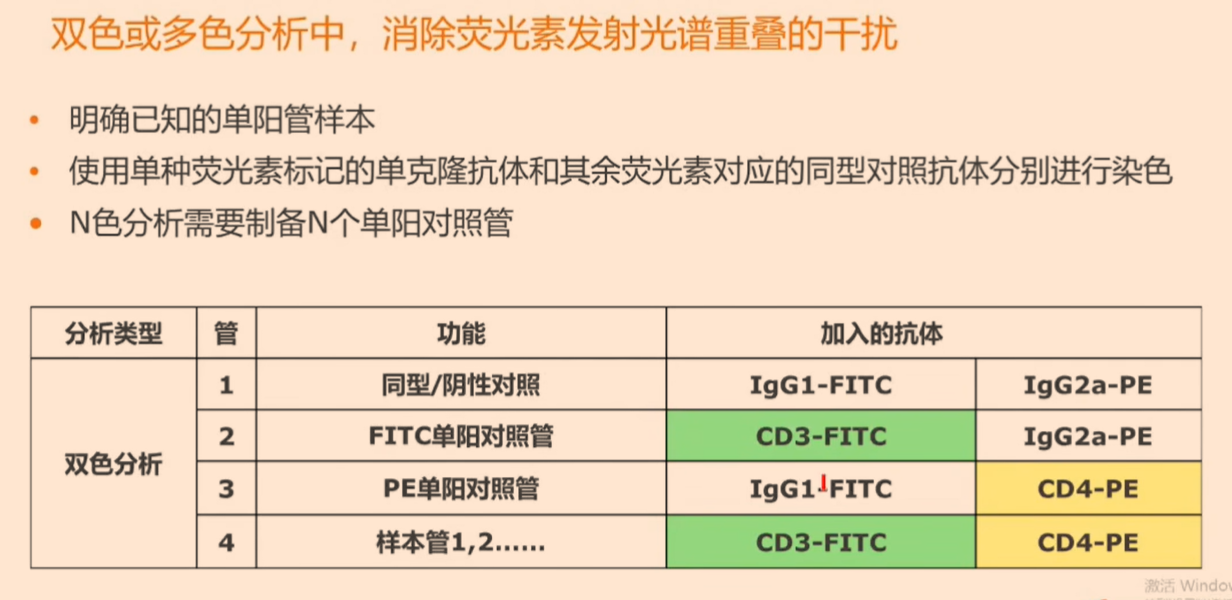 双色或多色分析中，消除荧光素发射光谱重叠的干扰
• 明确已知的单阳管样本
• 使用单种荧光素标记的单克隆抗体和其余荧光素对应的同型对照抗体分别进行染色
• N色分析需要制备N个单阳对照管
分析类型 管 功能 加入的抗体
双色分析
1 同型/阴性对照 IgG1-FITC IgG2a-PE
2 FITC单阳对照管 CD3-FITC IgG2a-PE
3 PE单阳对照管 IgG1-FITC CD4-PE
4 样本管1,2…… CD3-FITC CD4-PE
激活 Window